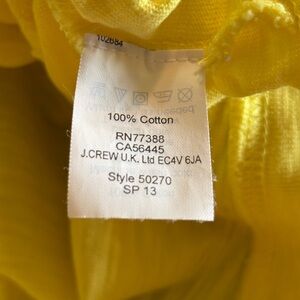 102684
100% Cotton
RN77388
CA56445
J.CREW U.K. Ltd EC4V 6JA
Style 50270
SP 13